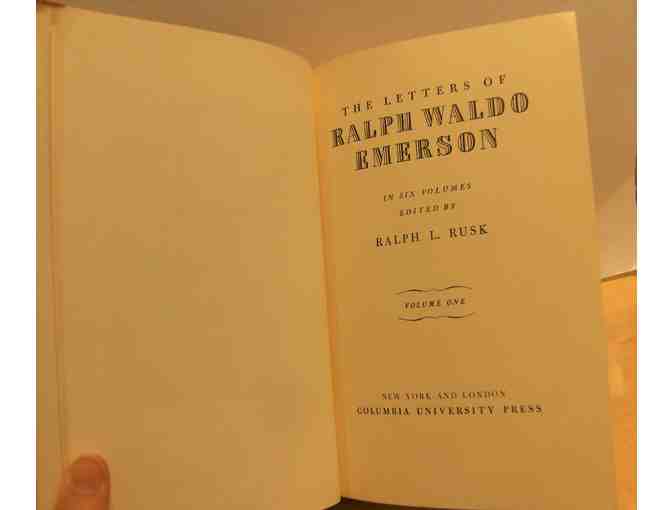 THE LETTERS OF
RALPH WALDO
EMERSON
IN SIX VOLUMES
EDITED BY
RALPH L. RUSK
VOLUME ONE
NEW YORK AND LONDON
COLUMBIA UNIVERSITY PRESS